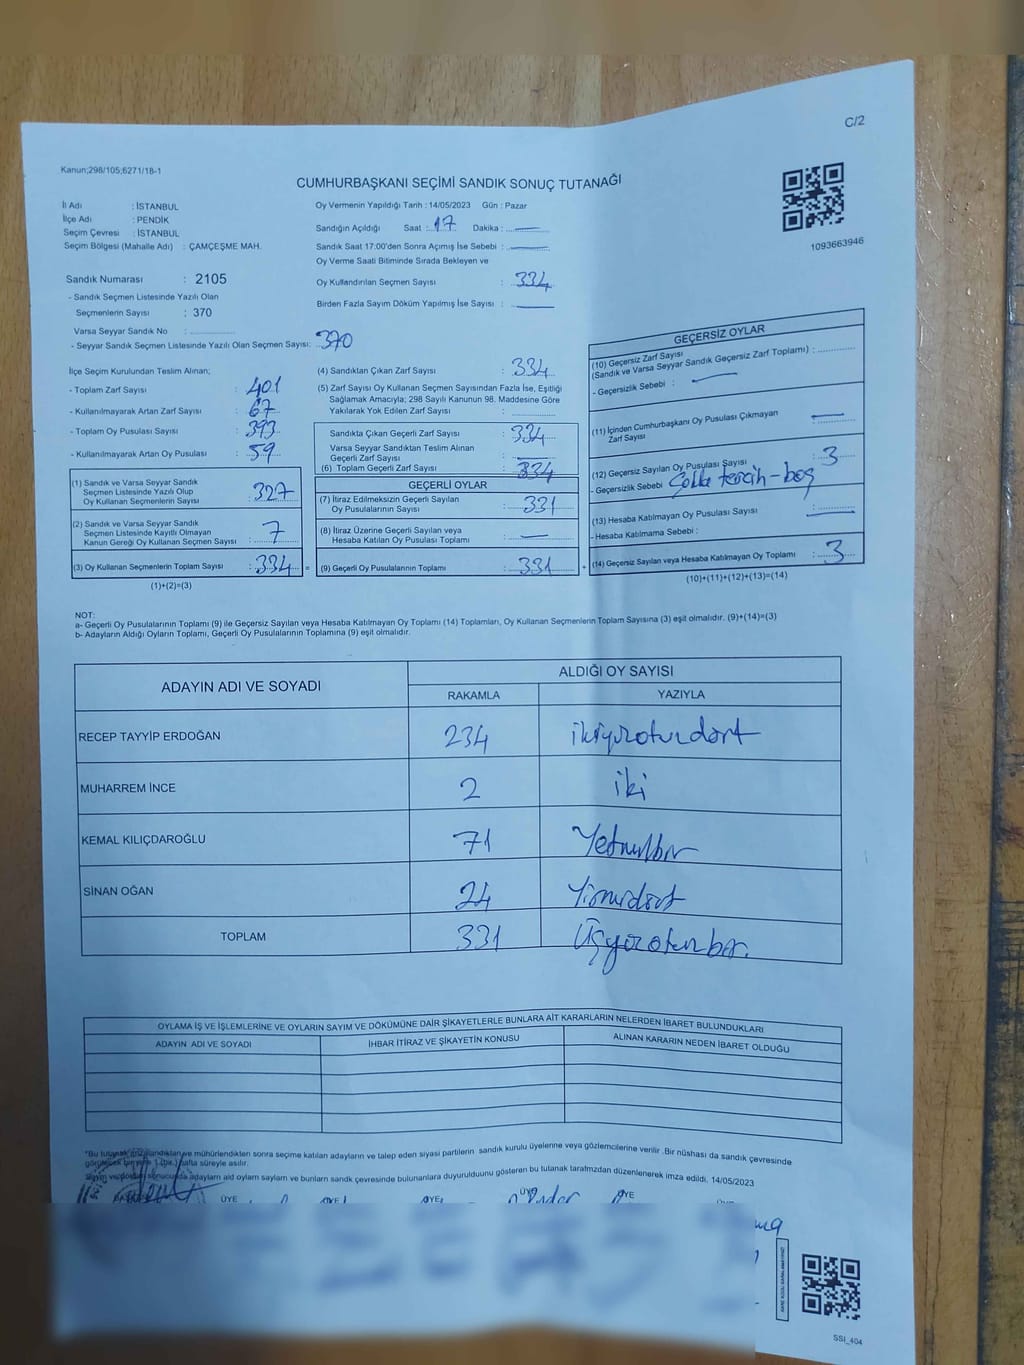 C/2
Kanun;298/105;6271/18-1
CUMHURBAŞKANI SEÇİMİ SANDIK SONUÇ TUTANAĞI
1093663946
İl Adı : İSTANBUL
İlçe Adı : PENDİK
Seçim Çevresi : İSTANBUL
Seçim Bölgesi (Mahalle Adı) : ÇAMÇEŞME MAH.
Sandık Numarası : 2105
- Sandık Seçmen Listesinde Yazılı Olan
Seçmenlerin Sayısı : 370
Varsa Seyyar Sandık No :
- Seyyar Sandık Seçmen Listesinde Yazılı Olan Seçmen Sayısı: 370
Oy Vermenin Yapıldığı Tarih : 14/05/2023 Gün : Pazar
Sandığın Açıldığı Saat : 17 Dakika : —
Sandık Saat 17:00'den Sonra Açımış İse Sebebi : —
Oy Verme Saati Bitiminde Sırada Bekleyen ve
Oy Kullandırılan Seçmen Sayısı : 334
Birden Fazla Sayım Döküm Yapılmış İse Sayısı : —
İlçe Seçim Kurulundan Teslim Alınan;
- Toplam Zarf Sayısı : 401
- Kullanılmayarak Artan Zarf Sayısı : 67
- Toplam Oy Pusulası Sayısı : 393
- Kullanılmayarak Artan Oy Pusulası : 59
(1) Sandık ve Varsa Seyyar Sandık
Seçmen Listesinde Yazılı Olup
Oy Kullanan Seçmenlerin Sayısı : 327
(2) Sandık ve Varsa Seyyar Sandık
Seçmen Listesinde Kayıtlı Olmayan
Kanun Gereği Oy Kullanan Seçmen Sayısı : 7
(3) Oy Kullanan Seçmenlerin Toplam Sayısı : 334 =
(1)+(2)=(3)
(4) Sandıktan Çıkan Zarf Sayısı : 334
(5) Zarf Sayısı Oy Kullanan Seçmen Sayısından Fazla İse, Eşitliği
Sağlamak Amacıyla; 298 Sayılı Kanunun 98. Maddesine Göre
Yakılarak Yok Edilen Zarf Sayısı :
Sandıkta Çıkan Geçerli Zarf Sayısı : 334
Varsa Seyyar Sandıktan Teslim Alınan
Geçerli Zarf Sayısı : —
(6) Toplam Geçerli Zarf Sayısı : 334
GEÇERLİ OYLAR
(7) İtiraz Edilmeksizin Geçerli Sayılan
Oy Pusulalarının Sayısı : 331
(8) İtiraz Üzerine Geçerli Sayılan veya
Hesaba Katılan Oy Pusulası Toplamı : —
(9) Geçerli Oy Pusulalarının Toplamı : 331 +
GEÇERSİZ OYLAR
(10) Geçersiz Zarf Sayısı
(Sandık ve Varsa Seyyar Sandık Geçersiz Zarf Toplamı) :
- Geçersizlik Sebebi : —
(11) İçinden Cumhurbaşkanı Oy Pusulası Çıkmayan
Zarf Sayısı : —
(12) Geçersiz Sayılan Oy Pusulası Sayısı : 3
- Geçersizlik Sebebi Çoklu tercih-boş
(13) Hesaba Katılmayan Oy Pusulası Sayısı : —
- Hesaba Katılmama Sebebi :
(14) Geçersiz Sayılan veya Hesaba Katılmayan Oy Toplamı : 3
(10)+(11)+(12)+(13)=(14)
NOT:
a- Geçerli Oy Pusulalarının Toplamı (9) ile Geçersiz Sayılan veya Hesaba Katılmayan Oy Toplamı (14) Toplamları, Oy Kullanan Seçmenlerin Toplam Sayısına (3) eşit olmalıdır. (9)+(14)=(3)
b- Adayların Aldığı Oyların Toplamı, Geçerli Oy Pusulalarının Toplamına (9) eşit olmalıdır.
ADAYIN ADI VE SOYADI
ALDIĞI OY SAYISI
RAKAMLA YAZIYLA
RECEP TAYYİP ERDOĞAN 234 ikiyüzotuzdört
MUHARREM İNCE 2 iki
KEMAL KILIÇDAROĞLU 71 Yetmişbir
SİNAN OĞAN 24 Yirmidört
TOPLAM 331 Üçyüzotuzbir.
OYLAMA İŞ VE İŞLEMLERİNE VE OYLARIN SAYIM VE DÖKÜMÜNE DAİR ŞİKAYETLERLE BUNLARA AİT KARARLARIN NELERDEN İBARET BULUNDUKLARI
ADAYIN ADI VE SOYADI İHBAR İTİRAZ VE ŞİKAYETİN KONUSU ALINAN KARARIN NEDEN İBARET OLDUĞU
*Bu tutanak imzalandıktan ve mühürlendikten sonra seçime katılan adayların ve talep eden siyasi partilerin sandık kurulu üyelerine veya gözlemcilerine verilir .Bir nüshası da sandık çevresinde
görülecek bir yere 1 (bir) hafta süreyle asılır.
Sayım ve döküm sonucunda adayların ald oyların sayların ve bunların sandık çevresinde bulunanlara duyurulduunu gösteren bu tutanak tarafmzdan düzenlenerek imza edildi. 14/05/2023
ÜYE ÜYE ÜYE ÜYE ÜYE
SSI_404